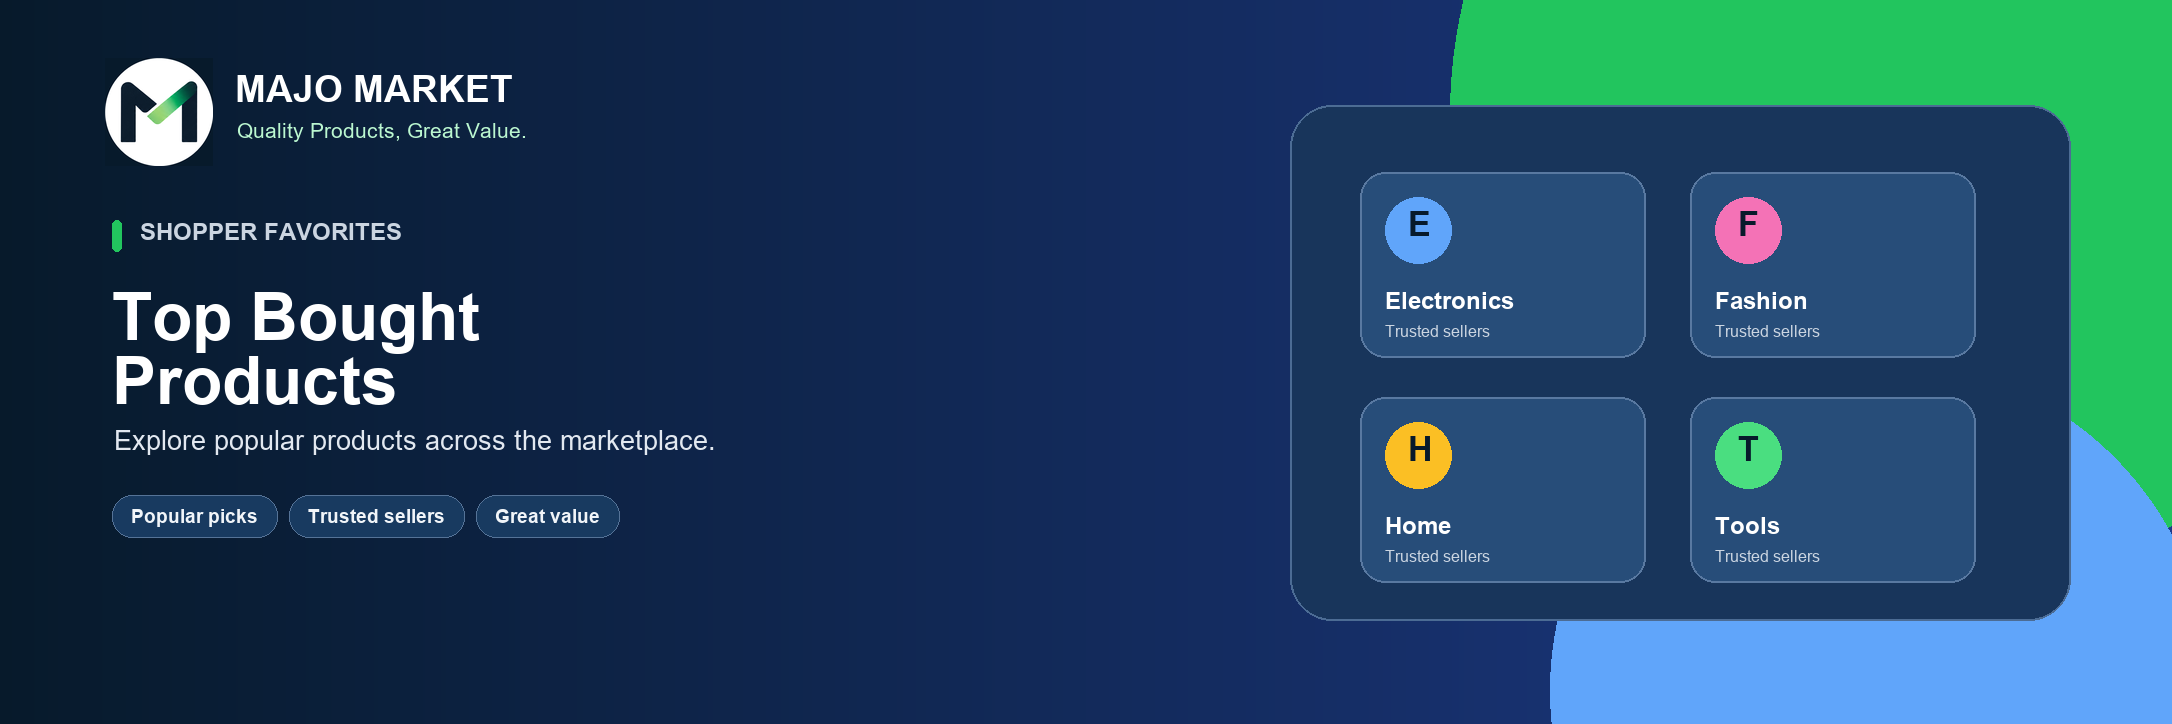 M
MAJO MARKET
Quality Products, Great Value.
SHOPPER FAVORITES
Top Bought
Products
Explore popular products across the marketplace.
Popular picks
Trusted sellers
Great value
E
Electronics
Trusted sellers
F
Fashion
Trusted sellers
H
Home
Trusted sellers
T
Tools
Trusted sellers